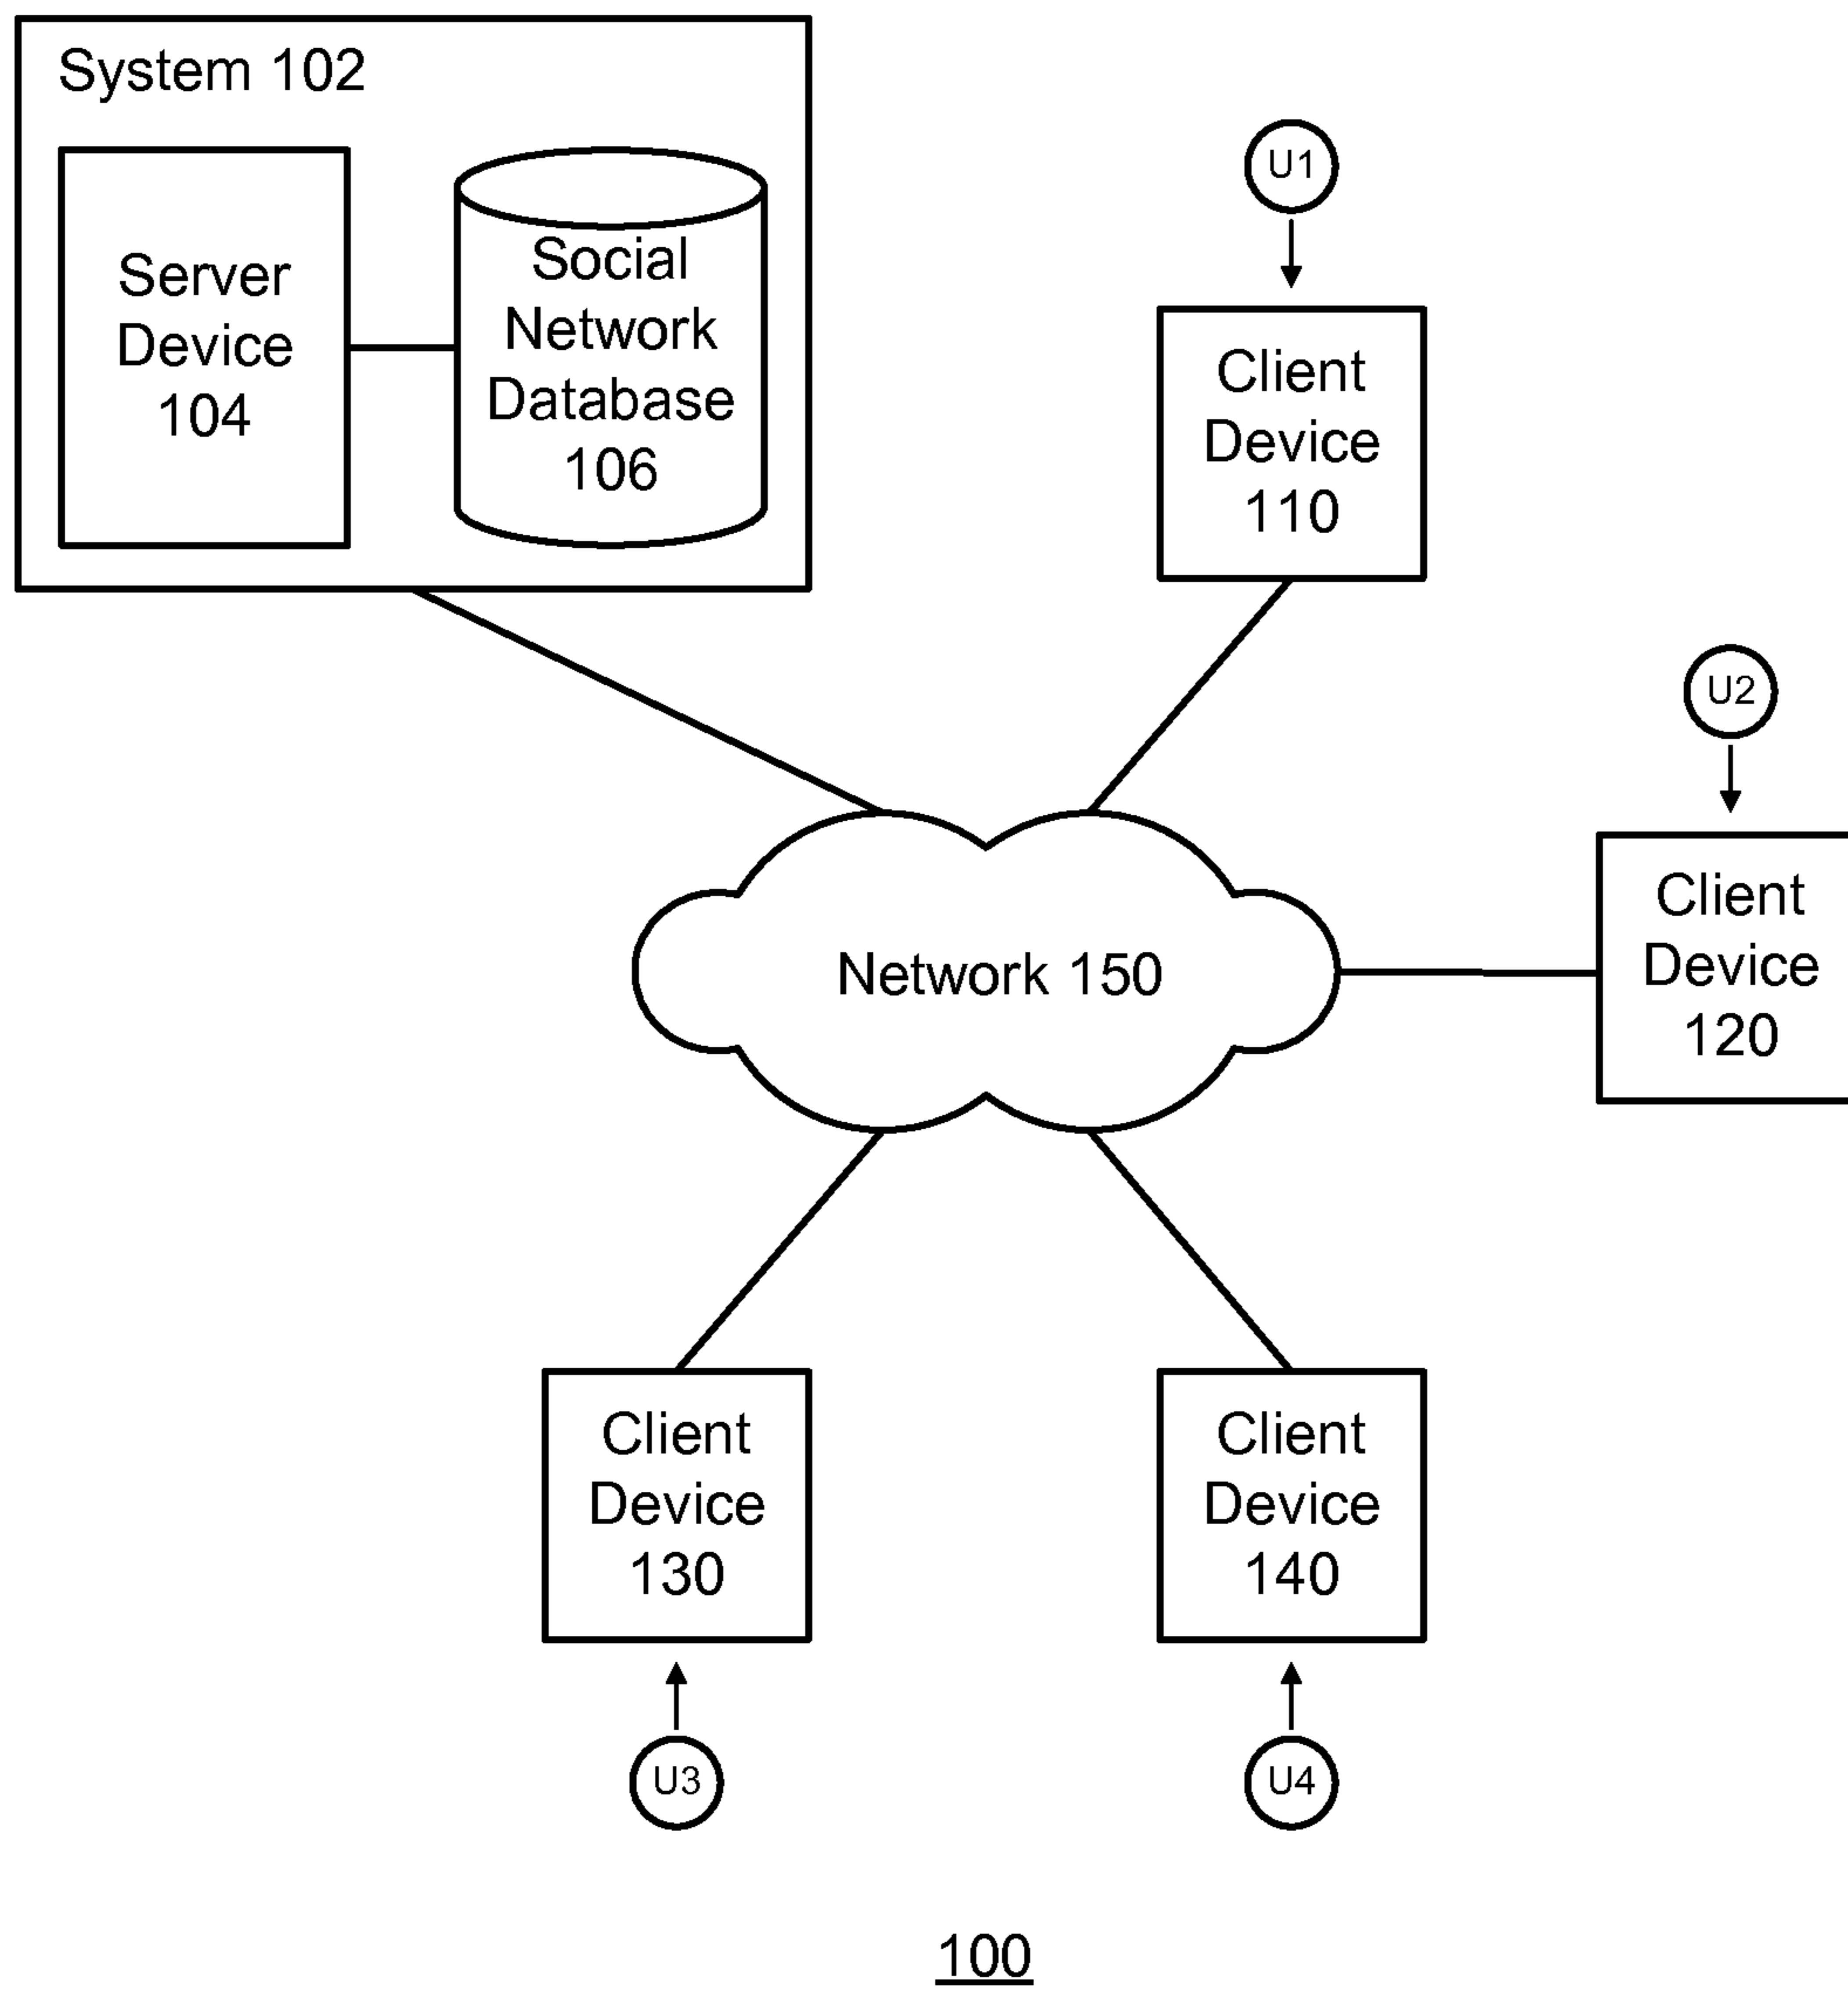 System 102
Server
Device
104
Social
Network
Database
106
U1
Client
Device
110
U2
Client
Device
120
Network 150
Client
Device
130
Client
Device
140
U3
U4
100